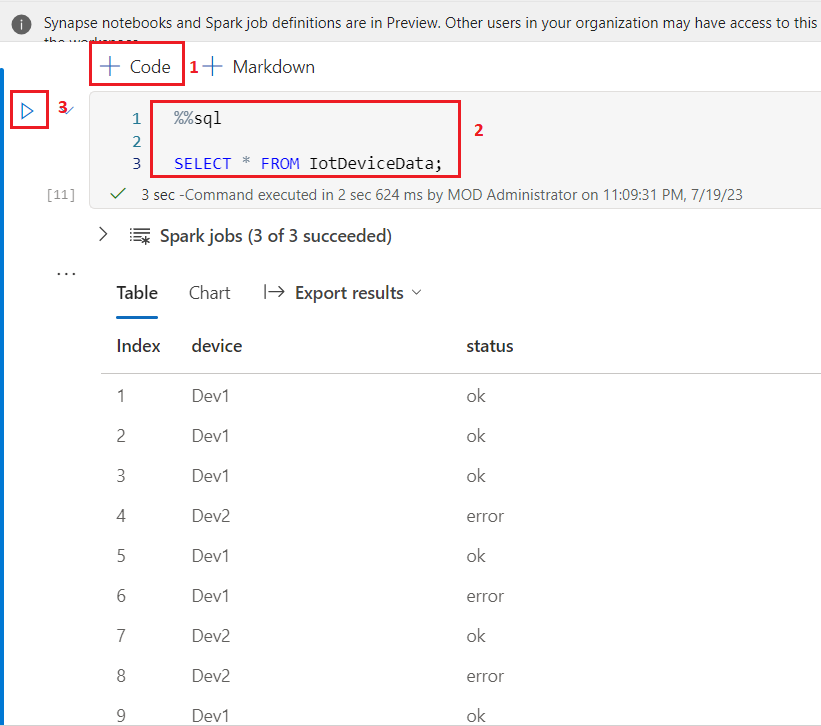 Synapse notebooks and Spark job definitions are in Preview. Other users in your organization may have access to this
the workspace.
Code 1 Markdown
3
1 %%sql
2
2
3 SELECT * FROM IotDeviceData;
[11] 3 sec -Command executed in 2 sec 624 ms by MOD Administrator on 11:09:31 PM, 7/19/23
Spark jobs (3 of 3 succeeded)
...
Table Chart Export results
Index device status
1 Dev1 ok
2 Dev1 ok
3 Dev1 ok
4 Dev2 error
5 Dev1 ok
6 Dev1 error
7 Dev2 ok
8 Dev2 error
9 Dev1 ok